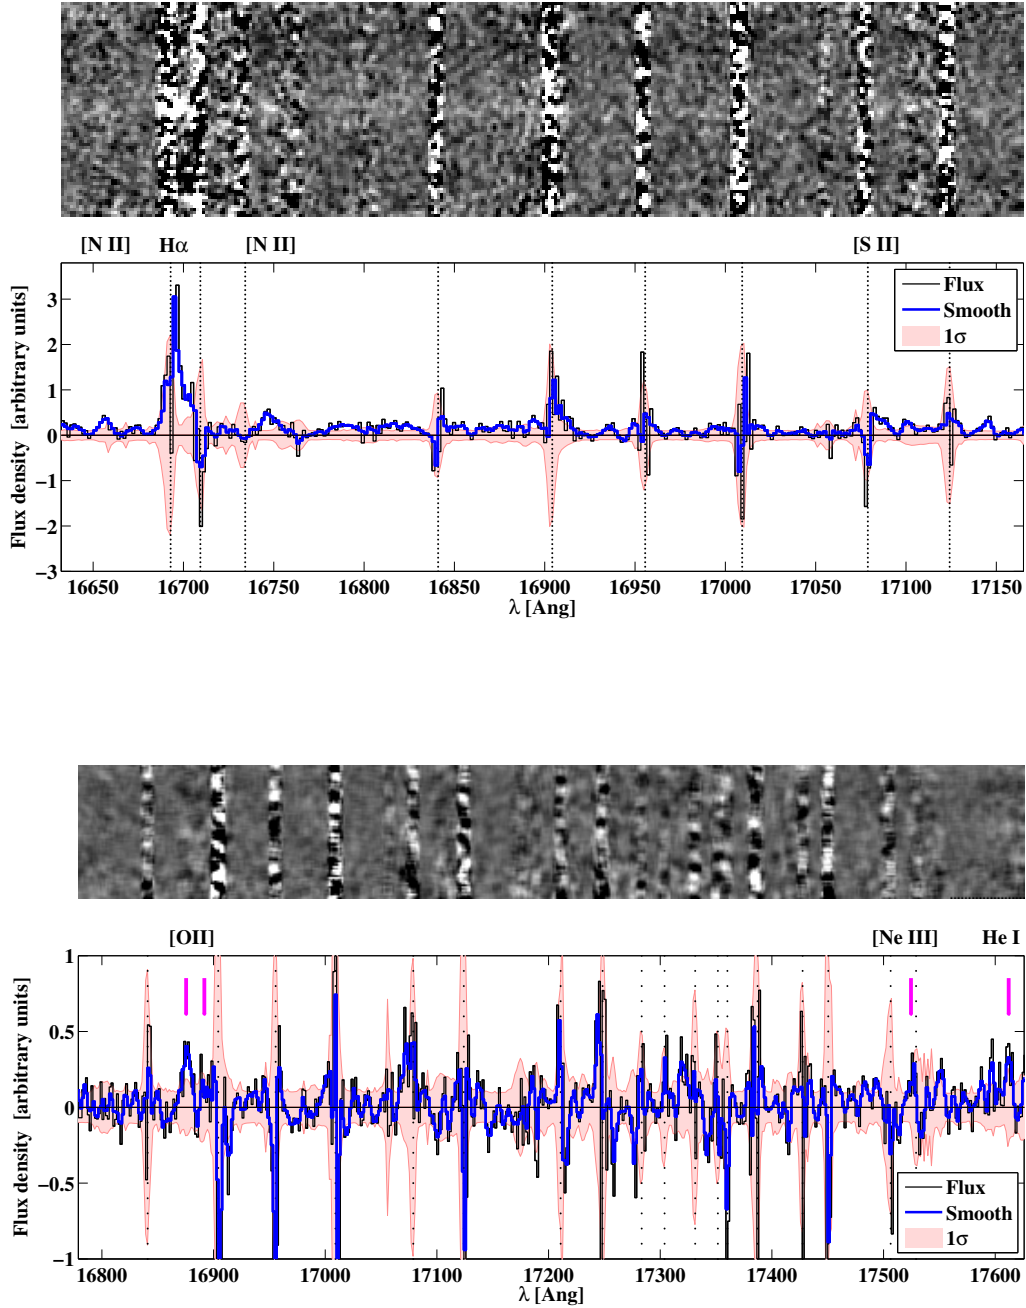 [N II] Hα [N II] [S II]
Flux density [arbitrary units]
3
2
1
0
−1
−2
−3
Flux
Smooth
1σ
16650 16700 16750 16800 16850 16900 16950 17000 17050 17100 17150
λ [Ang]
[OII] [Ne III] He I
Flux density [arbitrary units]
1
0.5
0
−0.5
−1
Flux
Smooth
1σ
16800 16900 17000 17100 17200 17300 17400 17500 17600
λ [Ang]